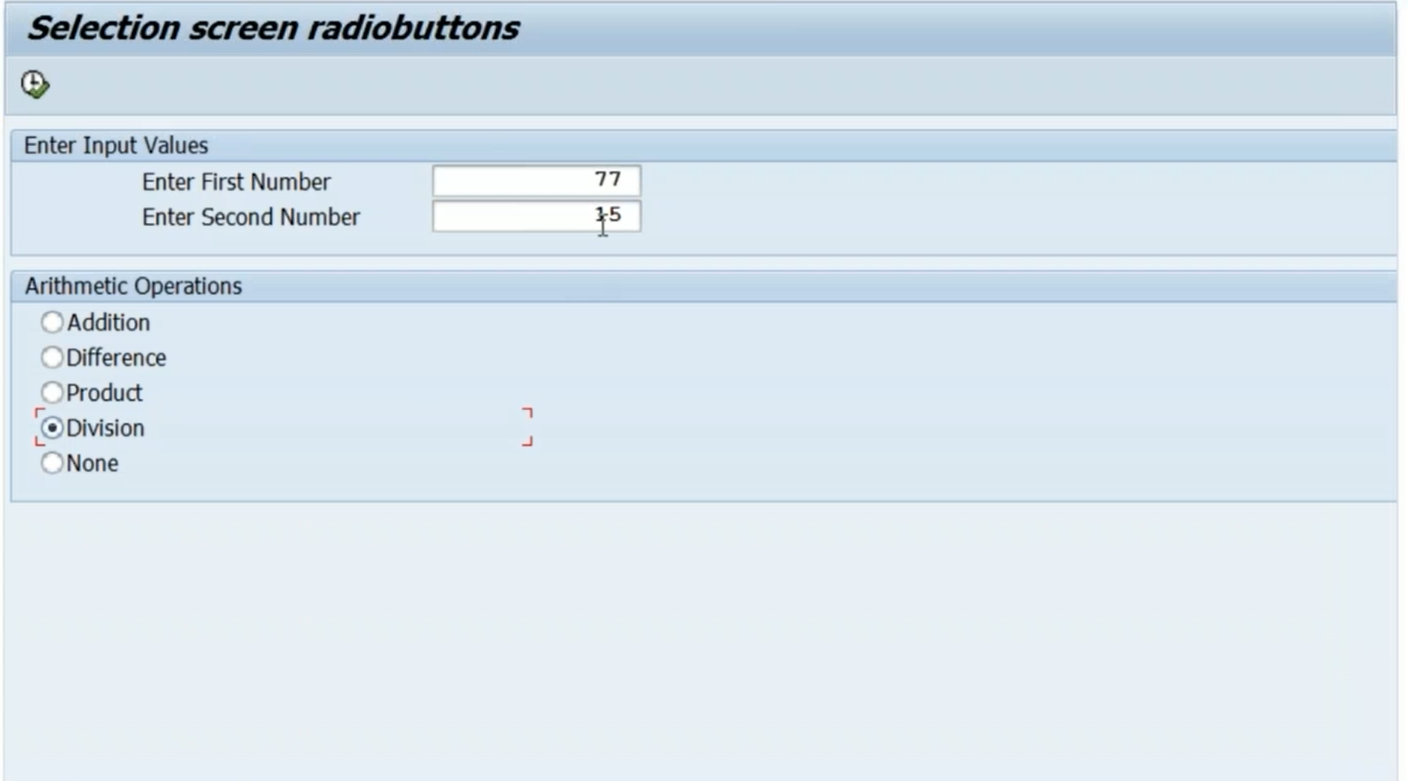 Selection screen radiobuttons
Enter Input Values
Enter First Number 77
Enter Second Number 15
Arithmetic Operations
Addition
Difference
Product
Division
None